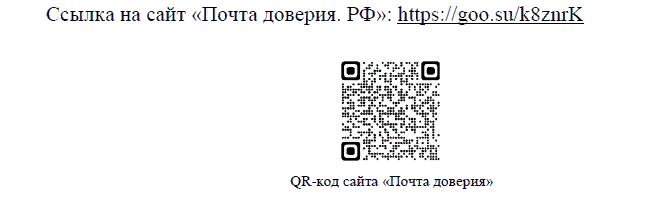 Ссылка на сайт «Почта доверия. РФ»: https://goo.su/k8znrK
QR-код сайта «Почта доверия»